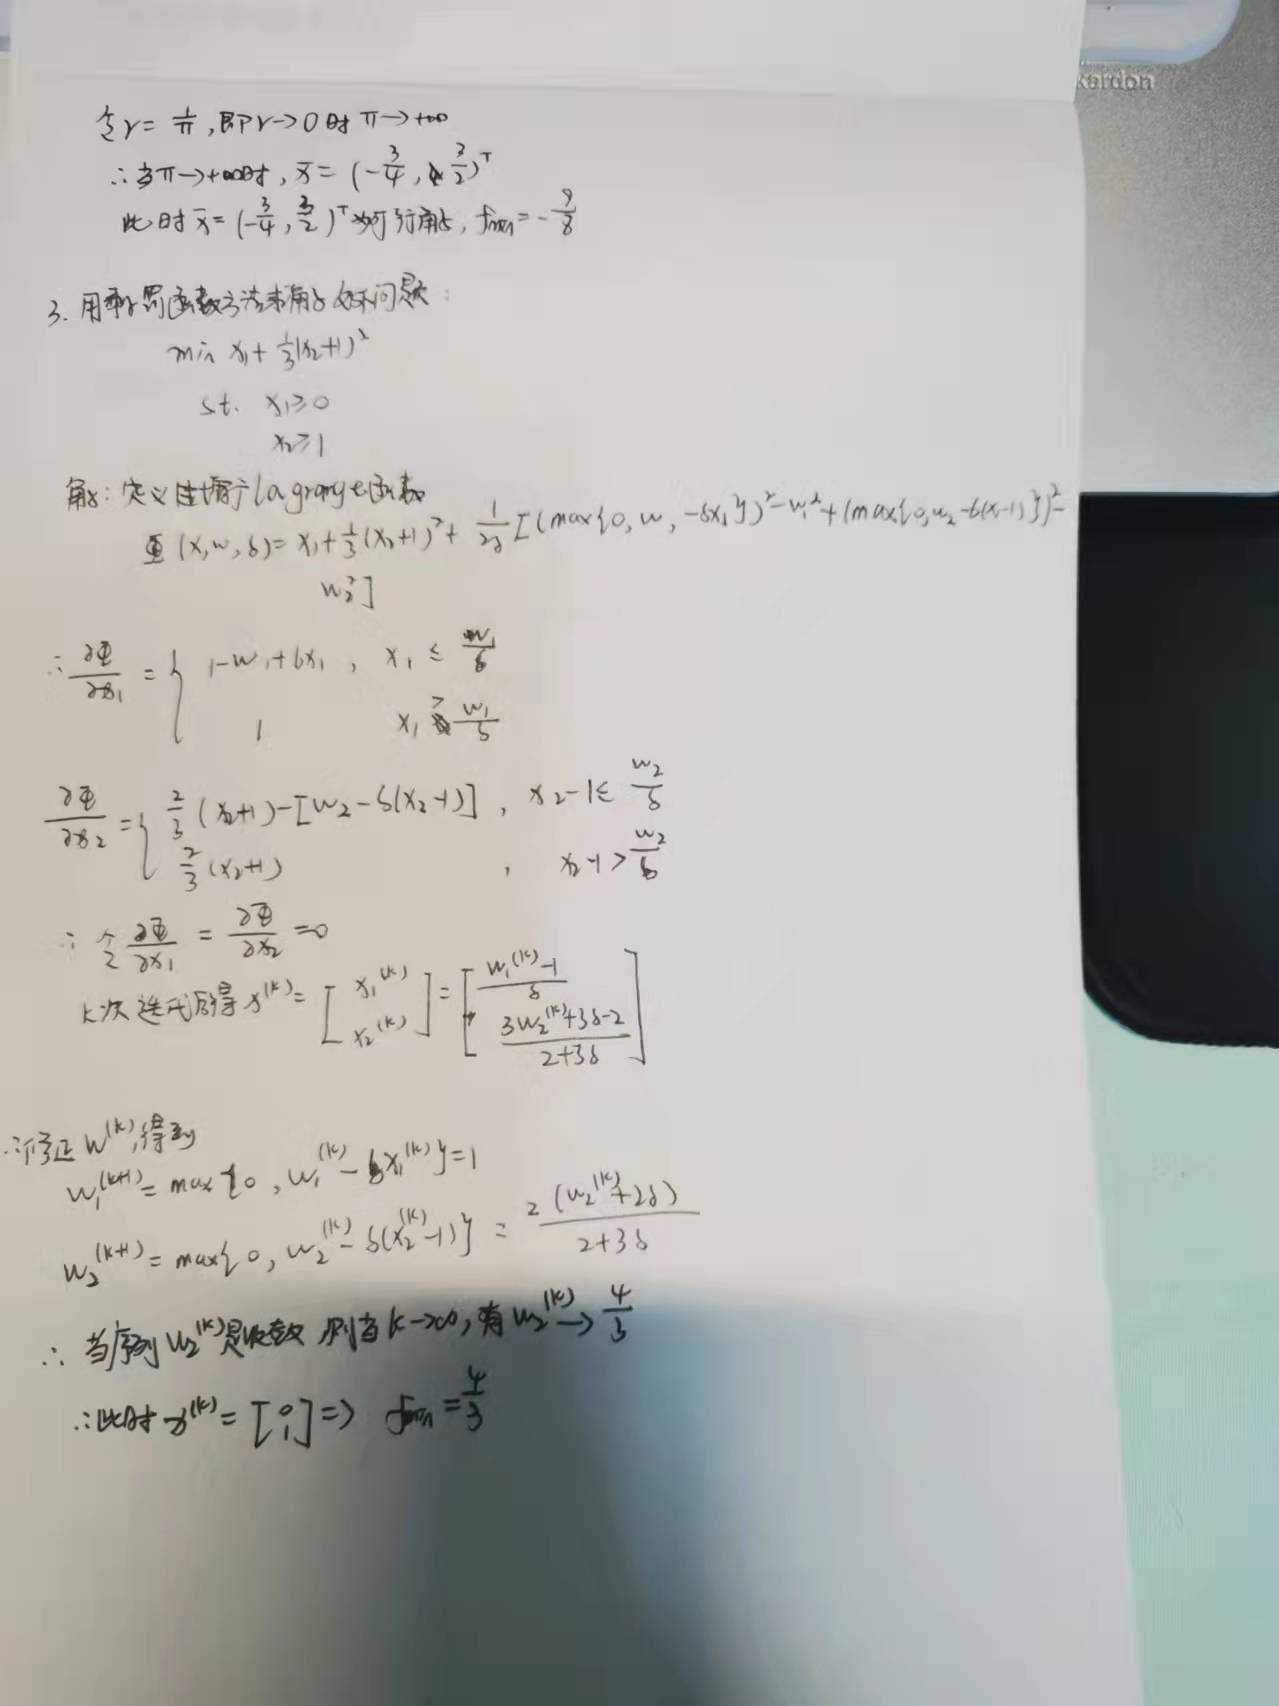 令γ=1/π,即γ→0时π→+∞
∴当π→+∞时,x̄=(-3/4, 3/2)ᵀ
此时x̄=(-3/4, 3/2)ᵀ为可行解, fmin=-9/8
kardon
3. 用乘子罚函数方法求解如下问题:
min x₁+1/3(x₂+1)²
s.t. x₁≥0
x₂≥1
解:定义增广lagrange函数
Φ(x,w,δ)=x₁+1/3(x₂+1)²+1/2δ[(max{0,w₁-δx₁})²-w₁²+(max{0,w₂-δ(x-1)})²-
w₂²]
∴ ∂Φ/∂x₁={ 1-w₁+δx₁, x₁≤w₁/δ
1 x₁>w₁/δ
∂Φ/∂x₂={ 2/3(x₂+1)-[w₂-δ(x₂-1)], x₂-1≤w₂/δ
2/3(x₂+1) , x₂-1>w₂/δ
∴令∂Φ/∂x₁=∂Φ/∂x₂=0
k次迭代后得x⁽ᵏ⁾=[x₁⁽ᵏ⁾ x₂⁽ᵏ⁾]=[(w₁⁽ᵏ⁾-1)/δ (3w₂⁽ᵏ⁾+3δ-2)/(2+3δ)]
∴修正w⁽ᵏ⁾,得到
w₁⁽ᵏ⁺¹⁾=max{0,w₁⁽ᵏ⁾-δx₁⁽ᵏ⁾}=1
w₂⁽ᵏ⁺¹⁾=max{0,w₂⁽ᵏ⁾-δ(x₂⁽ᵏ⁾-1)}=2(w₂⁽ᵏ⁾+2δ)/(2+3δ)
∴当序列w₂⁽ᵏ⁾是收敛,则当k→∞,有w₂⁽ᵏ⁾→4/3
∴此时x⁽ᵏ⁾=[0 1]=> fmin=4/3